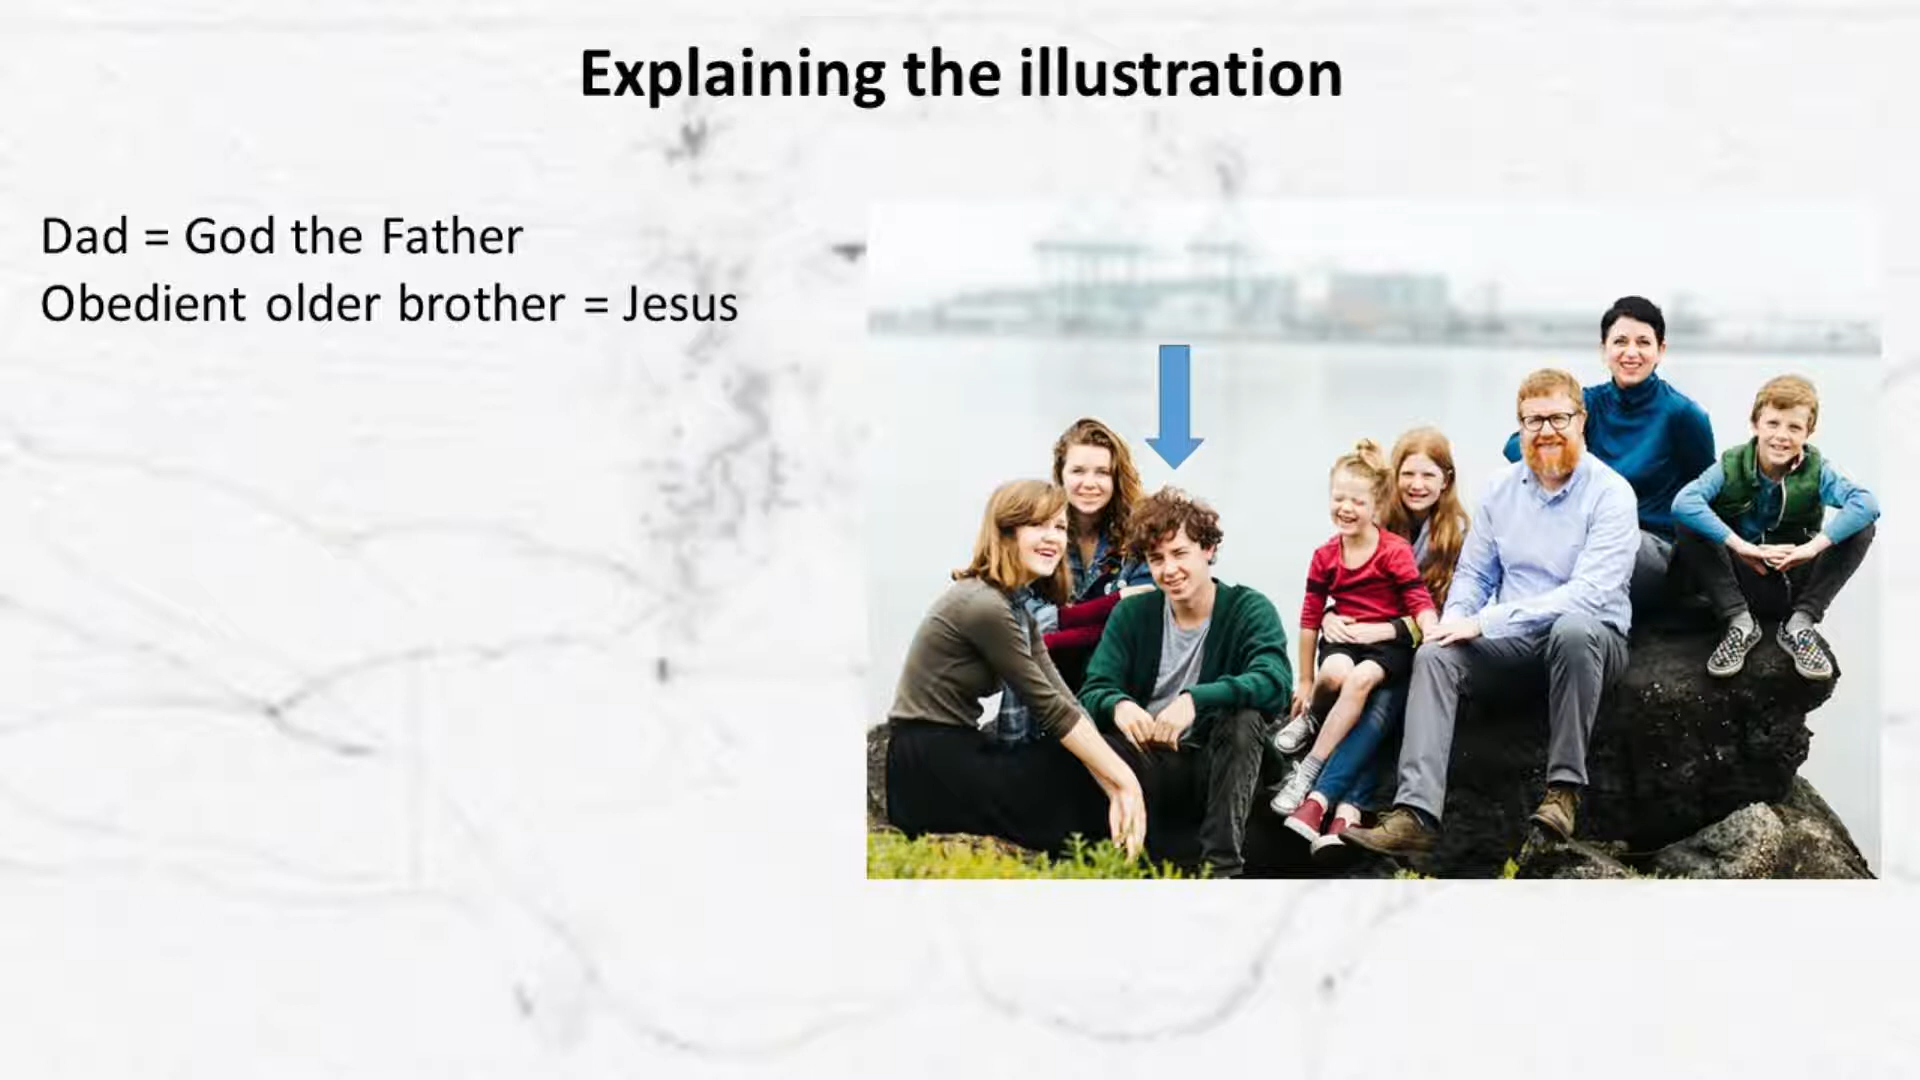 Explaining the illustration
Dad = God the Father
Obedient older brother = Jesus